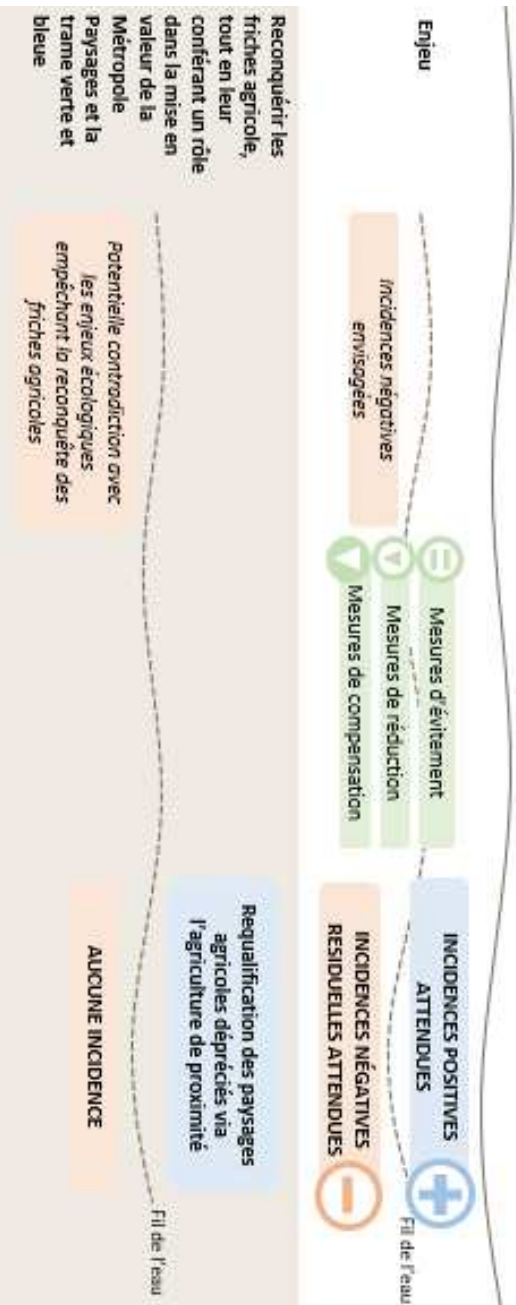 Enjeu
Incidences négatives
envisagées
Mesures d'évitement
Mesures de réduction
Mesures de compensation
INCIDENCES POSITIVES
ATTENDUES
INCIDENCES NÉGATIVES
RESIDUELLES ATTENDUES
Fil de l'eau
Reconquérir les
friches agricole,
tout en leur
conférant un rôle
dans la mise en
valeur de la
Métropole
Paysages et la
trame verte et
bleue
Potentielle contradiction avec
les enjeux écologiques
empêchant la reconquête des
friches agricoles
Requalification des paysages
agricoles dépréciés via
l'agriculture de proximité
AUCUNE INCIDENCE
Fil de l'eau